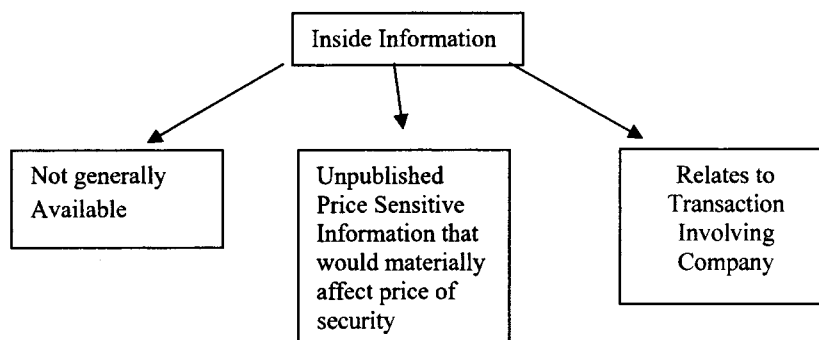 Inside Information
Not generally
Available
Unpublished
Price Sensitive
Information that
would materially
affect price of
security
Relates to
Transaction
Involving
Company